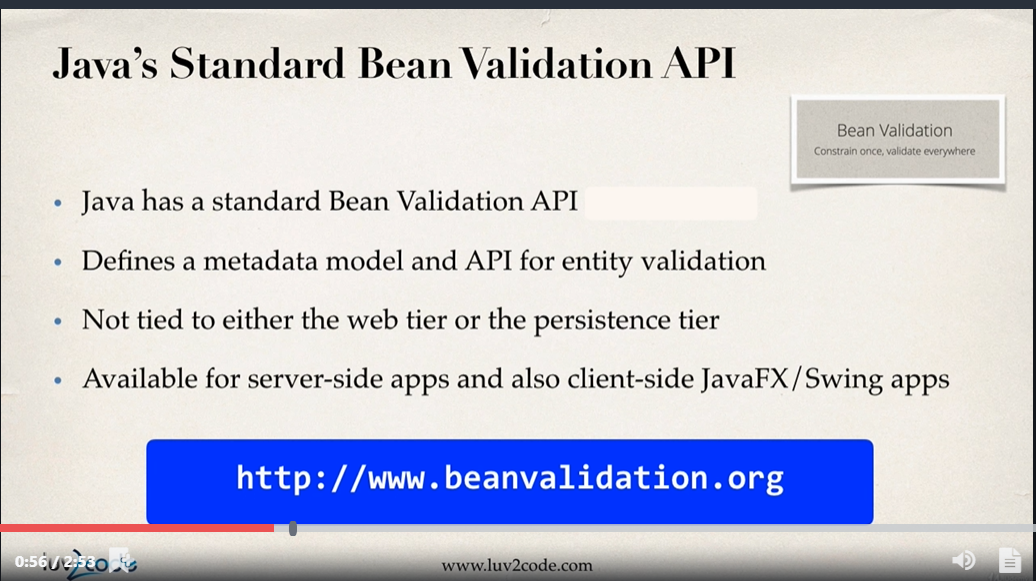 Java's Standard Bean Validation API
Bean Validation
Constrain once, validate everywhere
• Java has a standard Bean Validation API
• Defines a metadata model and API for entity validation
• Not tied to either the web tier or the persistence tier
• Available for server-side apps and also client-side JavaFX/Swing apps
http://www.beanvalidation.org
0:56 / 2:53
luv2code
www.luv2code.com